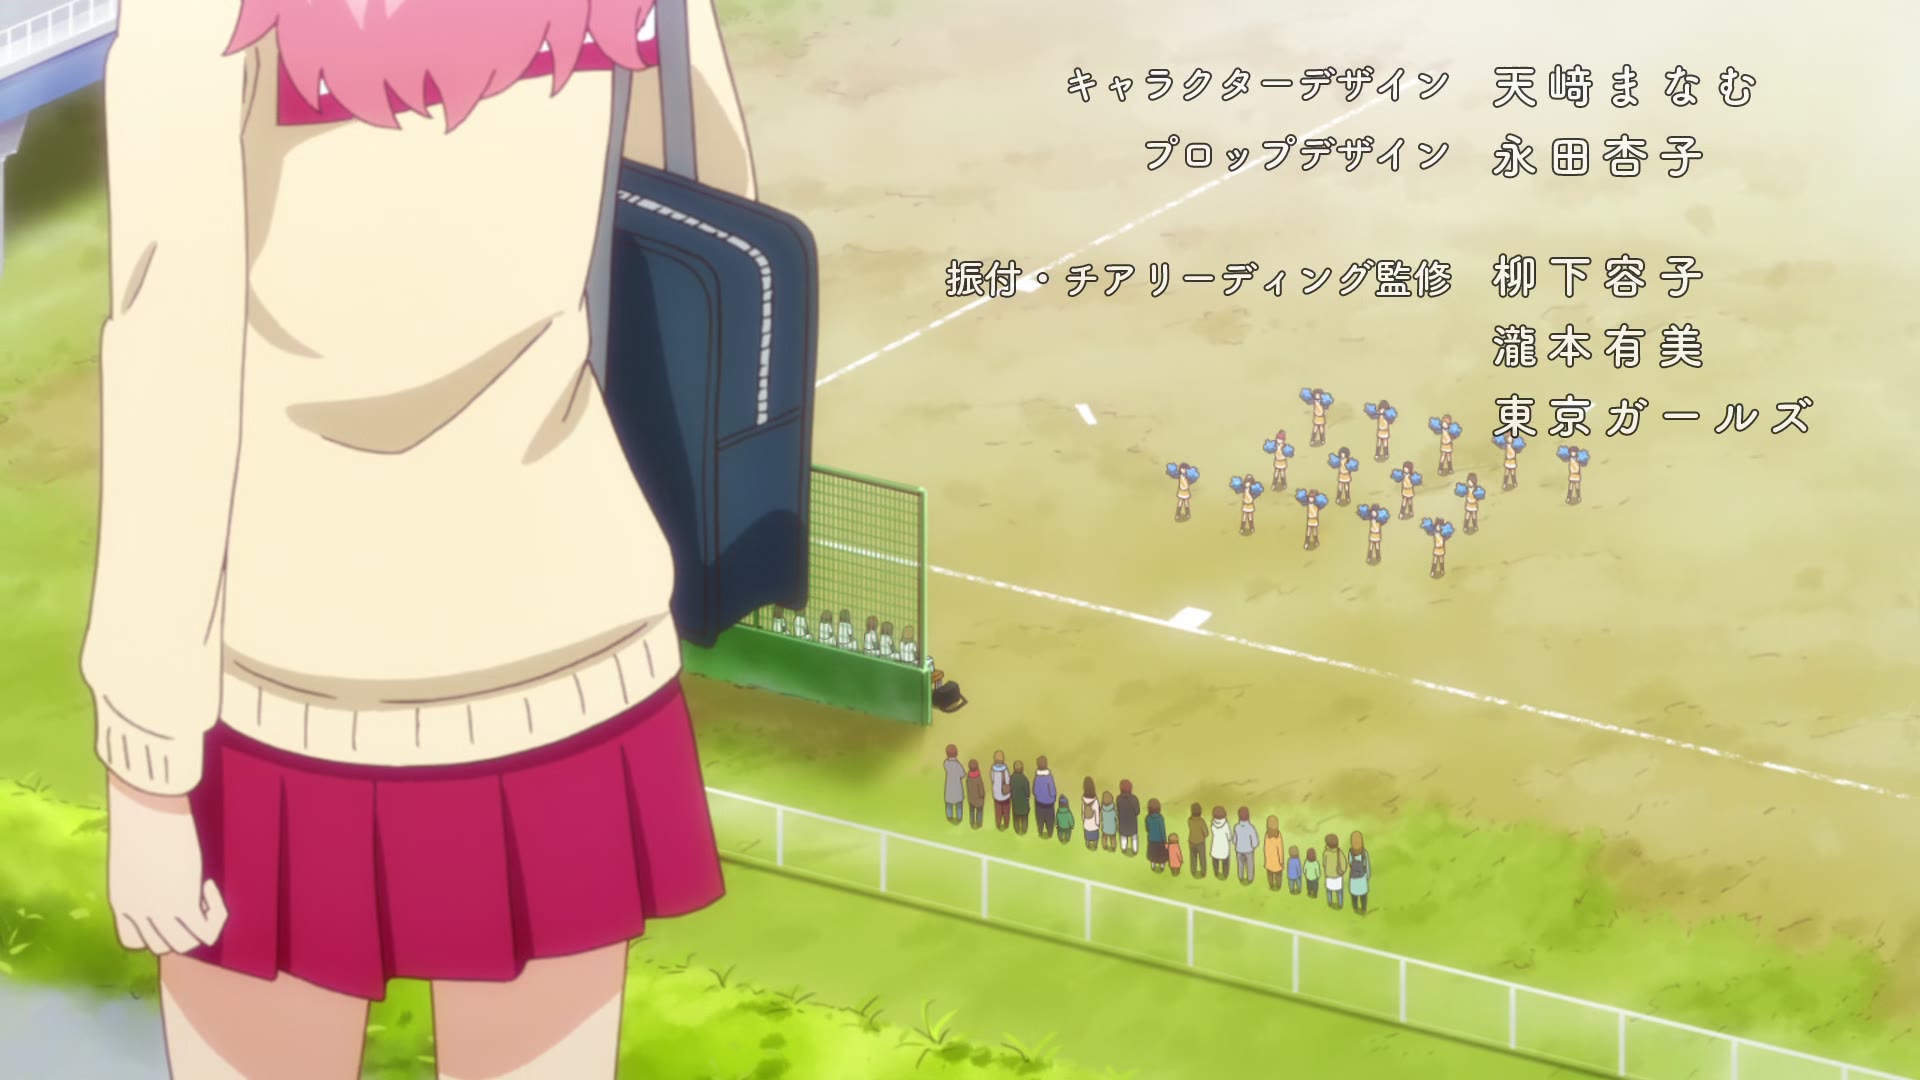 キャラクターデザイン 天﨑まなむ
プロップデザイン 永田杏子
振付・チアリーディング監修 柳下容子
瀧本有美
東京ガールズ